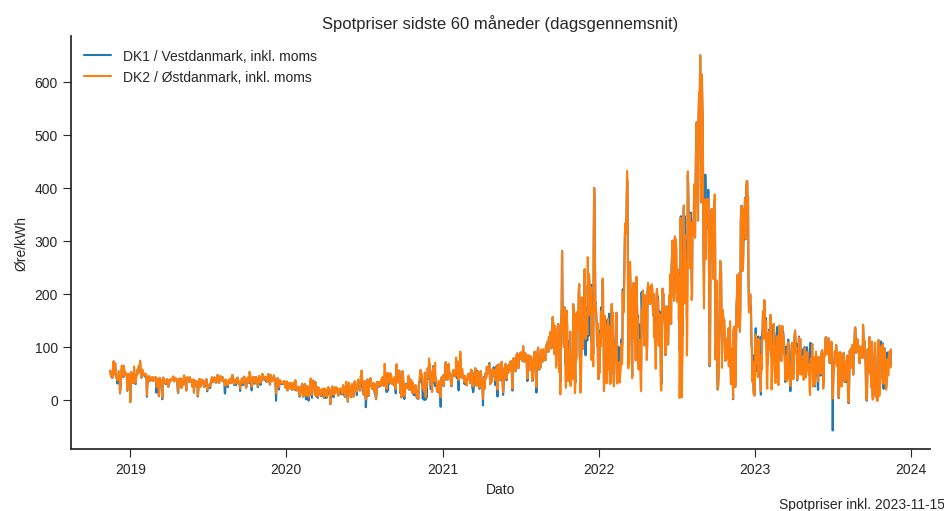 Spotpriser sidste 60 måneder (dagsgennemsnit)
DK1 / Vestdanmark, inkl. moms
DK2 / Østdanmark, inkl. moms
600
500
400
300
200
100
0
Øre/kWh
2019 2020 2021 2022 2023 2024
Dato
Spotpriser inkl. 2023-11-15